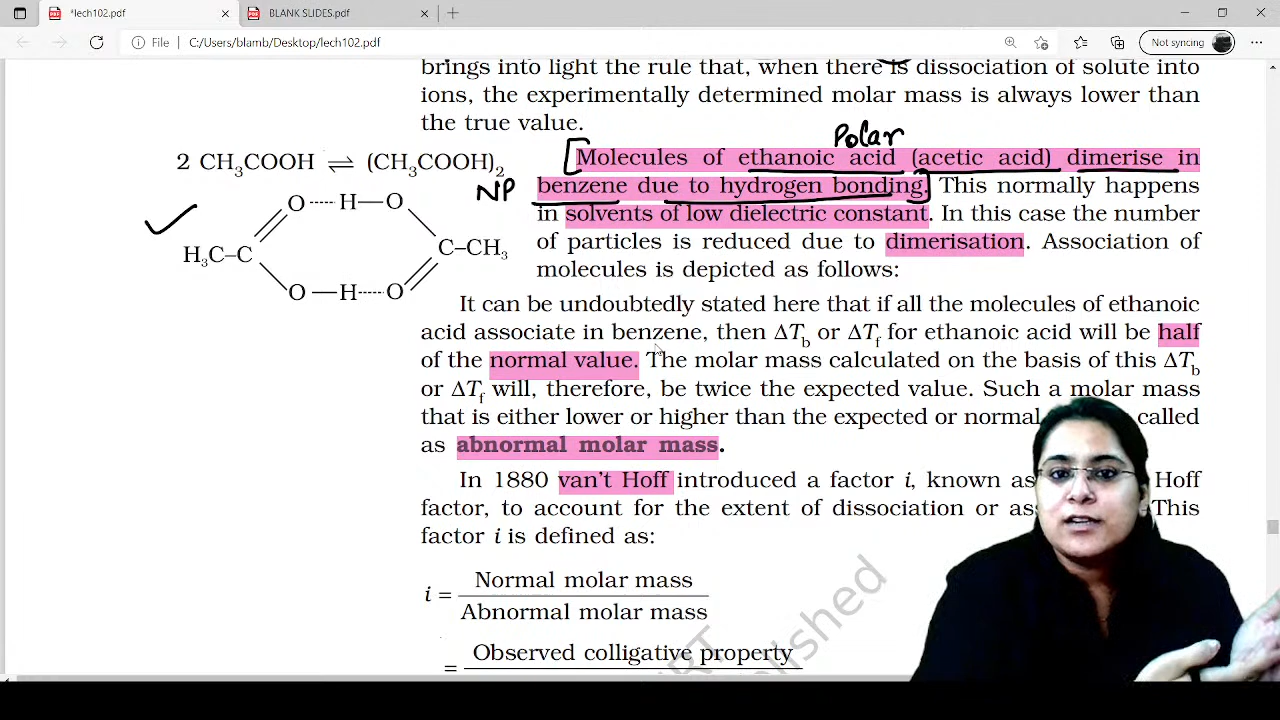 *lech102.pdf
BLANK SLIDES.pdf
File
C:/Users/blamb/Desktop/lech102.pdf
Not syncing
brings into light the rule that, when there is dissociation of solute into
ions, the experimentally determined molar mass is always lower than
the true value.
Polar
2 CH₃COOH ⇌ (CH₃COOH)₂
Molecules of ethanoic acid (acetic acid) dimerise in
NP
benzene due to hydrogen bonding. This normally happens
in solvents of low dielectric constant. In this case the number
of particles is reduced due to dimerisation. Association of
molecules is depicted as follows:
O H—O
H₃C–C C–CH₃
O—H O
It can be undoubtedly stated here that if all the molecules of ethanoic
acid associate in benzene, then ΔT_b or ΔT_f for ethanoic acid will be half
of the normal value. The molar mass calculated on the basis of this ΔT_b
or ΔT_f will, therefore, be twice the expected value. Such a molar mass
that is either lower or higher than the expected or normal called
as abnormal molar mass.
In 1880 van't Hoff introduced a factor i, known as Hoff
factor, to account for the extent of dissociation or This
factor i is defined as:
i = Normal molar mass
Abnormal molar mass
= Observed colligative property